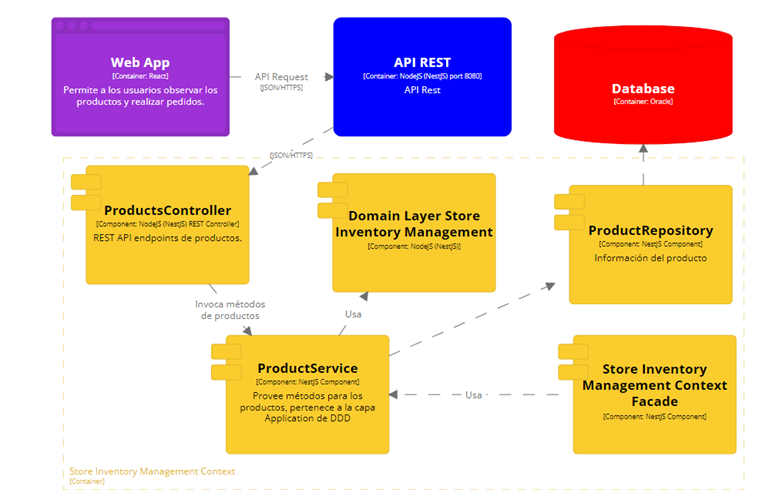 Web App
[Container: React]
Permite a los usuarios observar los
productos y realizar pedidos.
API Request
[JSON/HTTPS]
API REST
[Container: NodeJS (NestJS) port 8080]
API Rest
Database
[Container: Oracle]
[JSON/HTTPS]
ProductsController
[Component: NodeJS (NestJS) REST Controller]
REST API endpoints de productos.
Domain Layer Store
Inventory Management
[Component: NodeJS (NestJS)]
ProductRepository
[Component: NestJS Component]
Información del producto
Invoca métodos
de productos
Usa
ProductService
[Component: NestJS Component]
Provee métodos para los
productos, pertenece a la capa
Application de DDD
Usa
Store Inventory
Management Context
Facade
[Component: NestJS Component]
Store Inventory Management Context
[Container]